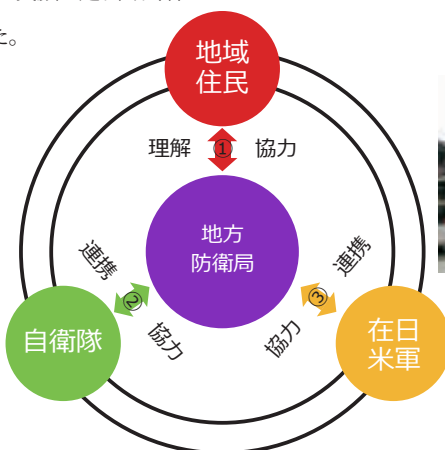 た。
地域
住民
理解
①
協力
地方
防衛局
連携
②
協力
連携
③
協力
自衛隊
在日
米軍